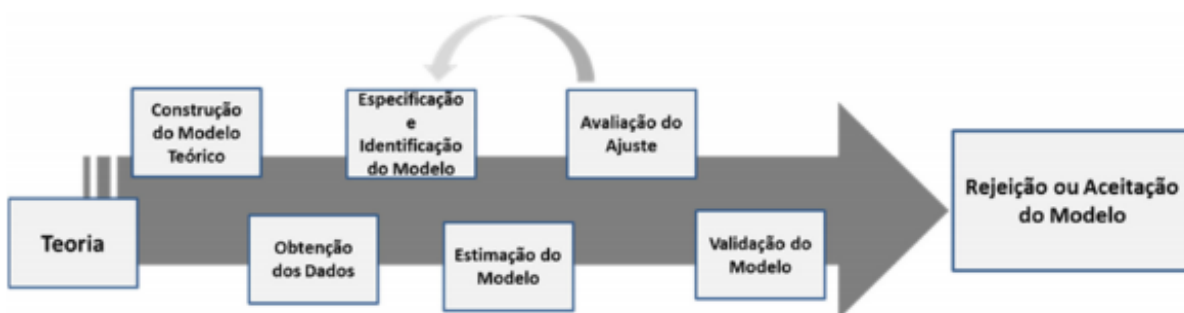 Teoria
Construção
do Modelo
Teórico
Obtenção
dos Dados
Especificação
e
Identificação
do Modelo
Estimação do
Modelo
Avaliação do
Ajuste
Validação do
Modelo
Rejeição ou Aceitação
do Modelo